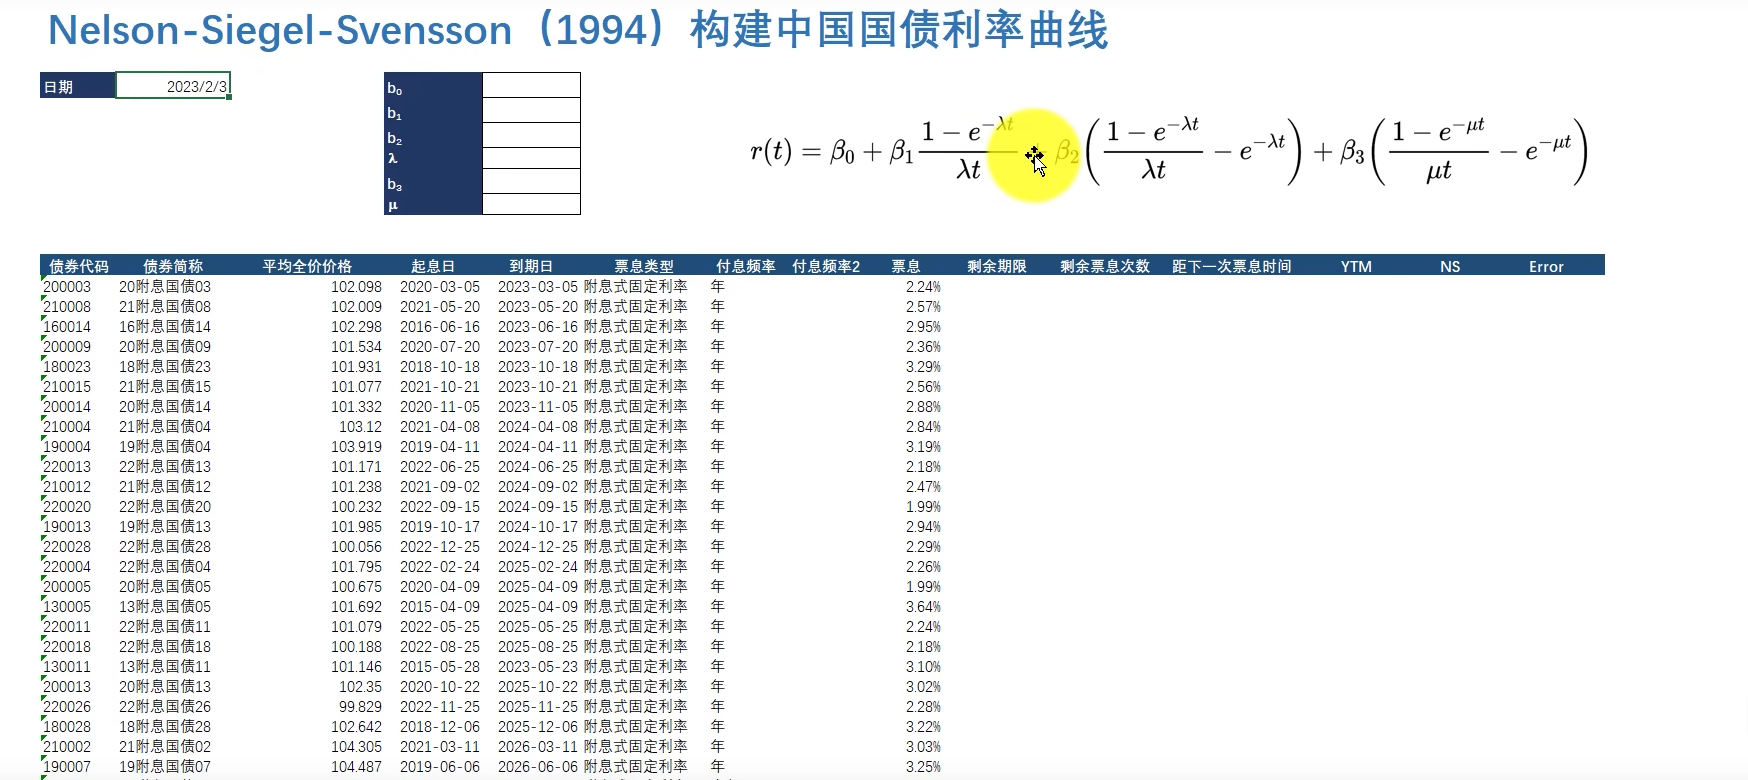 Nelson-Siegel-Svensson（1994）构建中国国债利率曲线
日期 2023/2/3
b₀
b₁
b₂
λ
b₃
μ
r(t) = β₀ + β₁ (1 − e^{−λt})/(λt) + β₂((1 − e^{−λt})/(λt) − e^{−λt}) + β₃((1 − e^{−μt})/(μt) − e^{−μt})
债券代码 债券简称 平均全价价格 起息日 到期日 票息类型 付息频率 付息频率2 票息 剩余期限 剩余票息次数 距下一次票息时间 YTM NS Error
200003 20附息国债03 102.098 2020-03-05 2023-03-05 附息式固定利率 年 2.24%
210008 21附息国债08 102.009 2021-05-20 2023-05-20 附息式固定利率 年 2.57%
160014 16附息国债14 102.298 2016-06-16 2023-06-16 附息式固定利率 年 2.95%
200009 20附息国债09 101.534 2020-07-20 2023-07-20 附息式固定利率 年 2.36%
180023 18附息国债23 101.931 2018-10-18 2023-10-18 附息式固定利率 年 3.29%
210015 21附息国债15 101.077 2021-10-21 2023-10-21 附息式固定利率 年 2.56%
200014 20附息国债14 101.332 2020-11-05 2023-11-05 附息式固定利率 年 2.88%
210004 21附息国债04 103.12 2021-04-08 2024-04-08 附息式固定利率 年 2.84%
190004 19附息国债04 103.919 2019-04-11 2024-04-11 附息式固定利率 年 3.19%
220013 22附息国债13 101.171 2022-06-25 2024-06-25 附息式固定利率 年 2.18%
210012 21附息国债12 101.238 2021-09-02 2024-09-02 附息式固定利率 年 2.47%
220020 22附息国债20 100.232 2022-09-15 2024-09-15 附息式固定利率 年 1.99%
190013 19附息国债13 101.985 2019-10-17 2024-10-17 附息式固定利率 年 2.94%
220028 22附息国债28 100.056 2022-12-25 2024-12-25 附息式固定利率 年 2.29%
220004 22附息国债04 101.795 2022-02-24 2025-02-24 附息式固定利率 年 2.26%
200005 20附息国债05 100.675 2020-04-09 2025-04-09 附息式固定利率 年 1.99%
130005 13附息国债05 101.692 2015-04-09 2025-04-09 附息式固定利率 年 3.64%
220011 22附息国债11 101.079 2022-05-25 2025-05-25 附息式固定利率 年 2.24%
220018 22附息国债18 100.188 2022-08-25 2025-08-25 附息式固定利率 年 2.18%
130011 13附息国债11 101.146 2015-05-28 2023-05-23 附息式固定利率 年 3.10%
200013 20附息国债13 102.35 2020-10-22 2025-10-22 附息式固定利率 年 3.02%
220026 22附息国债26 99.829 2022-11-25 2025-11-25 附息式固定利率 年 2.28%
180028 18附息国债28 102.642 2018-12-06 2025-12-06 附息式固定利率 年 3.22%
210002 21附息国债02 104.305 2021-03-11 2026-03-11 附息式固定利率 年 3.03%
190007 19附息国债07 104.487 2019-06-06 2026-06-06 附息式固定利率 年 3.25%